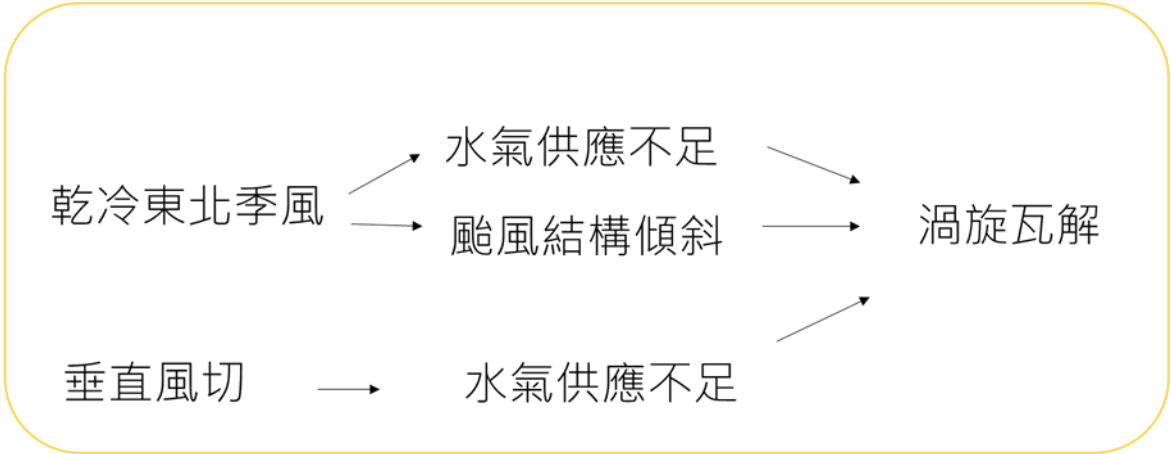 水氣供應不足
乾冷東北季風
颱風結構傾斜
渦旋瓦解
垂直風切
水氣供應不足